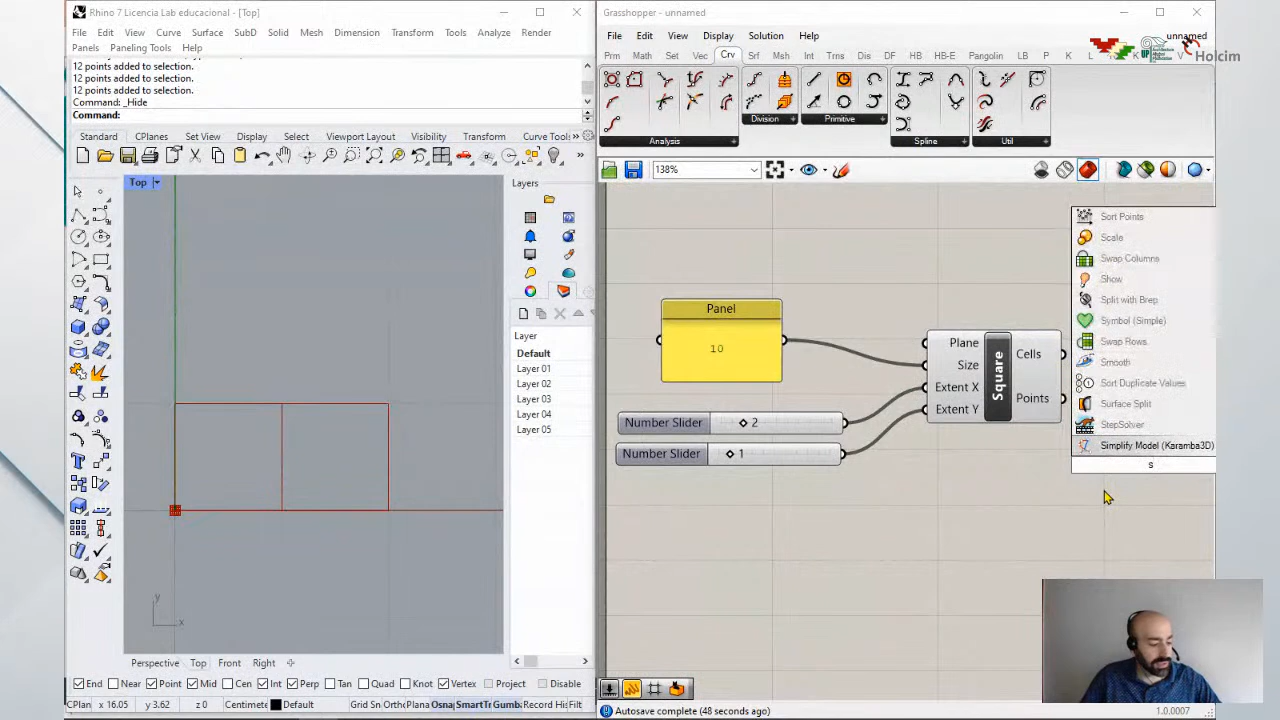 Rhino 7 Licencia Lab educacional - [Top]
File Edit View Curve Surface SubD Solid Mesh Dimension Transform Tools Analyze Render
Panels Paneling Tools Help
12 points added to selection.
12 points added to selection.
12 points added to selection.
Command: _Hide
Command:
Standard CPlanes Set View Display Select Viewport Layout Visibility Transform Curve Tools »
Top
Layers
Layer
Default
Layer 01
Layer 02
Layer 03
Layer 04
Layer 05
y
x
Perspective Top Front Right
End Near Point Mid Cen Int Perp Tan Quad Knot Vertex Project Disable
CPlan x 16.05 y 3.62 z 0 Centimete Default Grid Sn Ortho Plana Osna SmartTr Gumba Record His Filt
Grasshopper - unnamed
File Edit View Display Solution Help
unnamed
Holcim
Prm Math Set Vec Crv Srf Msh Int Trns Dis DF HB HB-E Pangolin LB P K L
Analysis
Division
Primitive
Spline
Util
138%
Panel
10
Number Slider 2
Number Slider 1
Plane
Size
Extent X
Extent Y
Square
Cells
Points
Sort Points
Scale
Swap Columns
Show
Split with Brep
Symbol (Simple)
Swap Rows
Smooth
Sort Duplicate Values
Surface Split
StepSolver
Simplify Model (Karamba3D)
s
Autosave complete (48 seconds ago)
1.0.0007